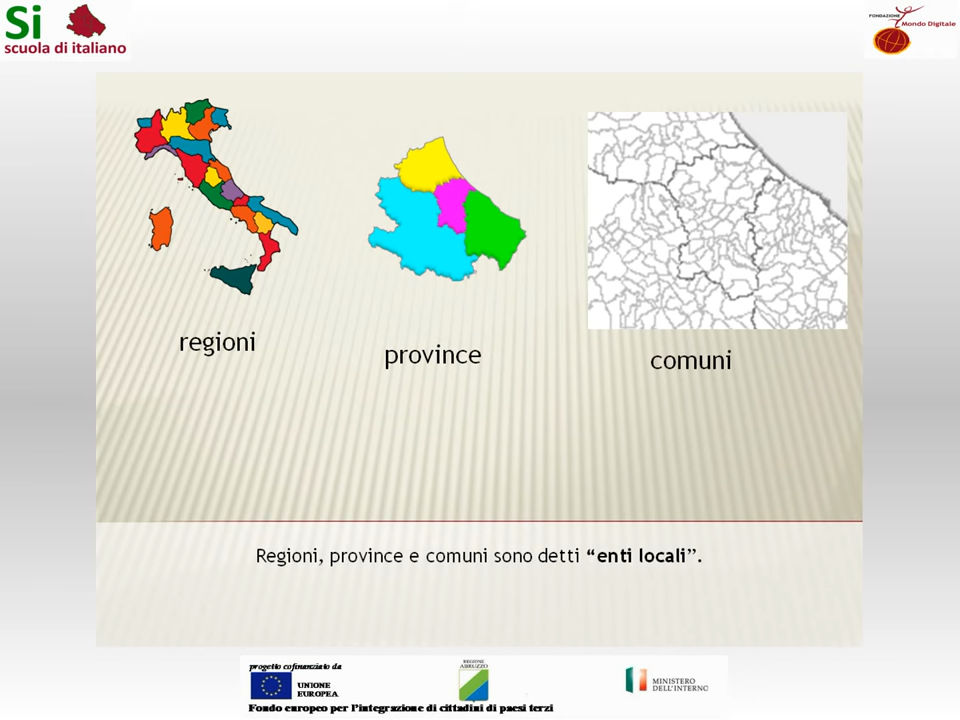 Si
scuola di italiano
FONDAZIONE
Mondo Digitale
regioni
province
comuni
Regioni, province e comuni sono detti “enti locali”.
progetto cofinanziato da
UNIONE
EUROPEA
REGIONE
ABRUZZO
MINISTERO
DELL'INTERNO
Fondo europeo per l'integrazione di cittadini di paesi terzi